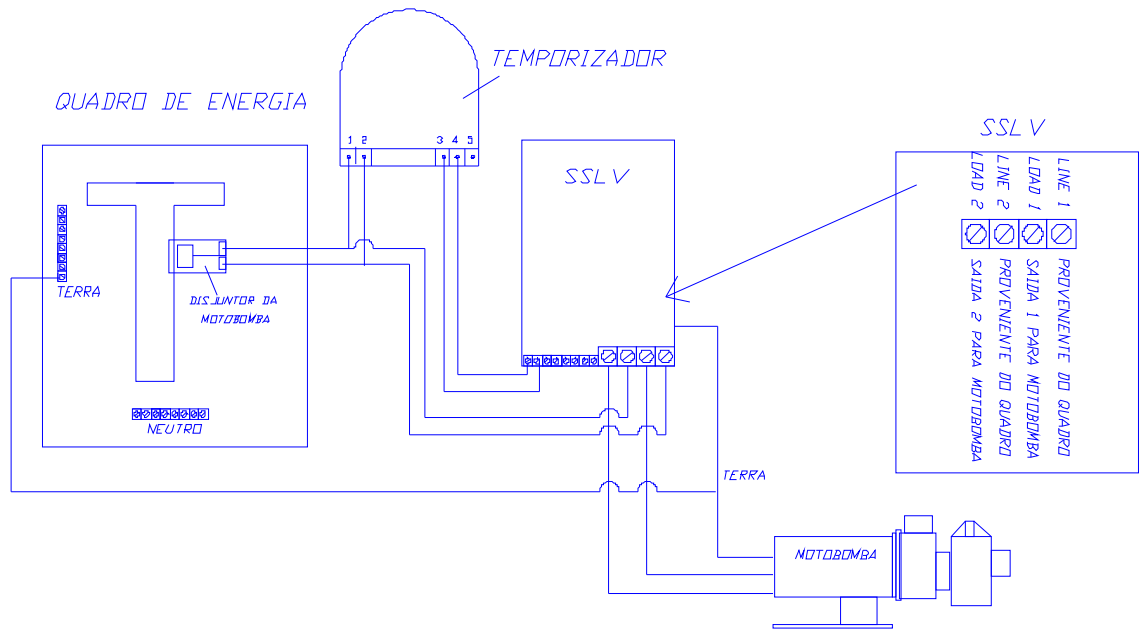 TEMPORIZADOR
QUADRO DE ENERGIA
1 2 3 4 5
SSLV
SSLV
LOAD 2
LINE 2
LOAD 1
LINE 1
SAIDA 2 PARA MOTOBOMBA
PROVENIENTE DO QUADRO
SAIDA 1 PARA MOTOBOMBA
PROVENIENTE DO QUADRO
TERRA
DISJUNTOR DA
MOTOBOMBA
NEUTRO
TERRA
MOTOBOMBA